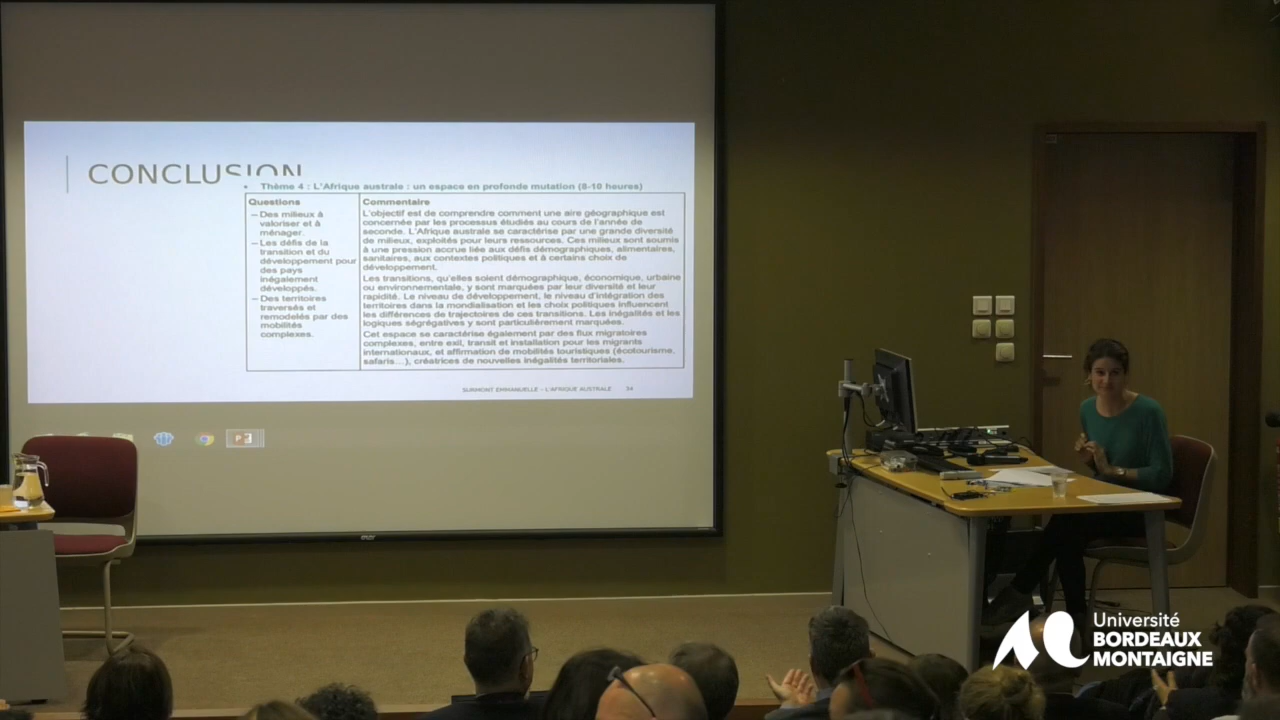 CONCLUSION
• Thème 4 : L'Afrique australe : un espace en profonde mutation (8-10 heures)
Questions
– Des milieux à
valoriser et à
ménager.
– Les défis de la
transition et du
développement pour
des pays
inégalement
développés.
– Des territoires
traversés et
remodelés par des
mobilités
complexes.
Commentaire
L'objectif est de comprendre comment une aire géographique est
concernée par les processus étudiés au cours de l'année de
seconde. L'Afrique australe se caractérise par une grande diversité
de milieux, exploités pour leurs ressources. Ces milieux sont soumis
à une pression accrue liée aux défis démographiques, alimentaires,
sanitaires, aux contextes politiques et à certains choix de
développement.
Les transitions, qu'elles soient démographique, économique, urbaine
ou environnementale, y sont marquées par leur diversité et leur
rapidité. Le niveau de développement, le niveau d'intégration des
territoires dans la mondialisation et les choix politiques influencent
les différences de trajectoires de ces transitions. Les inégalités et les
logiques ségrégatives y sont particulièrement marquées.
Cet espace se caractérise également par des flux migratoires
complexes, entre exil, transit et installation pour les migrants
internationaux, et affirmation de mobilités touristiques (écotourisme,
safaris…), créatrices de nouvelles inégalités territoriales.
SURMONT EMMANUELLE – L'AFRIQUE AUSTRALE 34
Université
BORDEAUX
MONTAIGNE